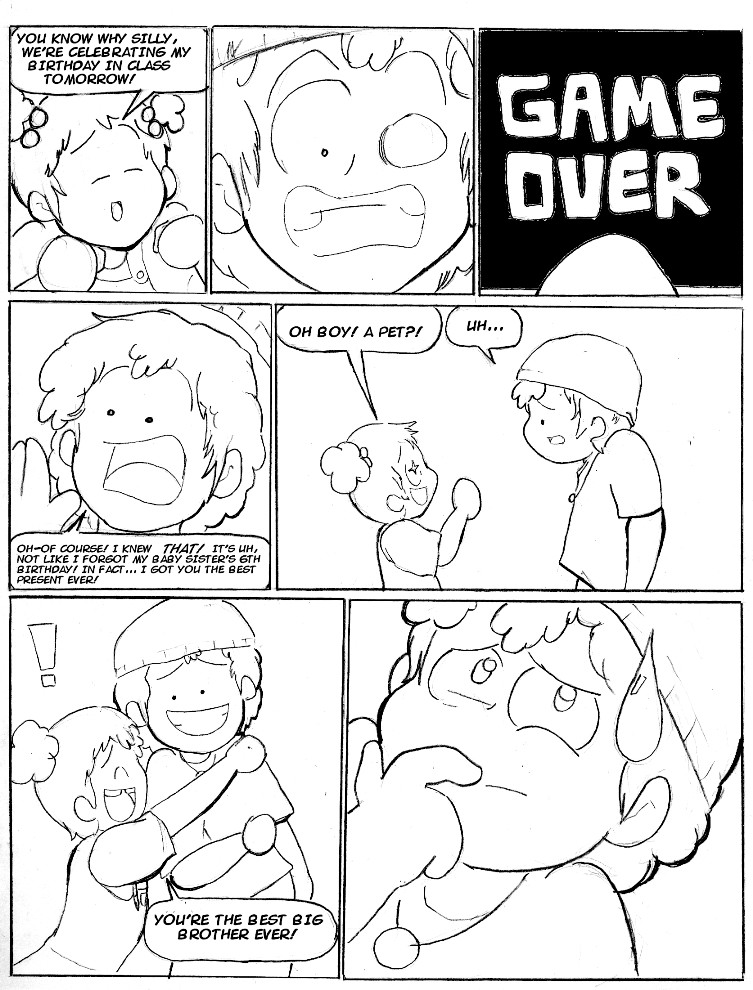 YOU KNOW WHY SILLY,
WE'RE CELEBRATING MY
BIRTHDAY IN CLASS
TOMORROW!
GAME
OVER
OH-OF COURSE! I KNEW THAT! IT'S UH,
NOT LIKE I FORGOT MY BABY SISTER'S 6TH
BIRTHDAY! IN FACT... I GOT YOU THE BEST
PRESENT EVER!
OH BOY! A PET?!
UH...
!
YOU'RE THE BEST BIG
BROTHER EVER!